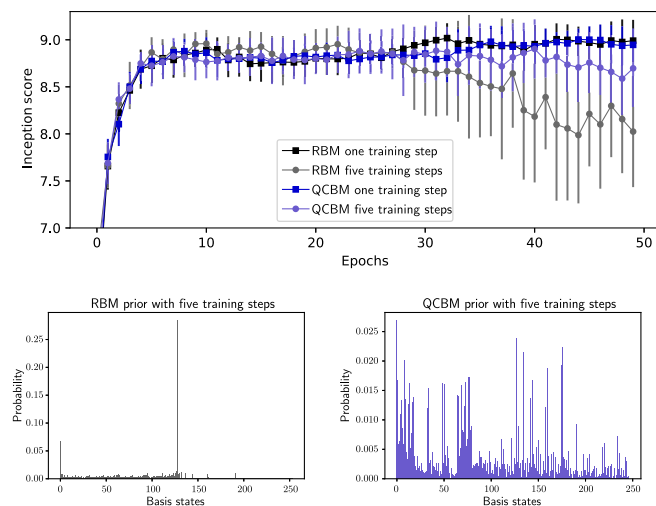 9.0
8.5
8.0
7.5
7.0
Inception score
RBM one training step
RBM five training steps
QCBM one training step
QCBM five training steps
0 10 20 30 40 50
Epochs
RBM prior with five training steps
0.25
0.20
0.15
0.10
0.05
0.00
Probability
0 50 100 150 200 250
Basis states
QCBM prior with five training steps
0.025
0.020
0.015
0.010
0.005
0.000
Probability
0 50 100 150 200 250
Basis states